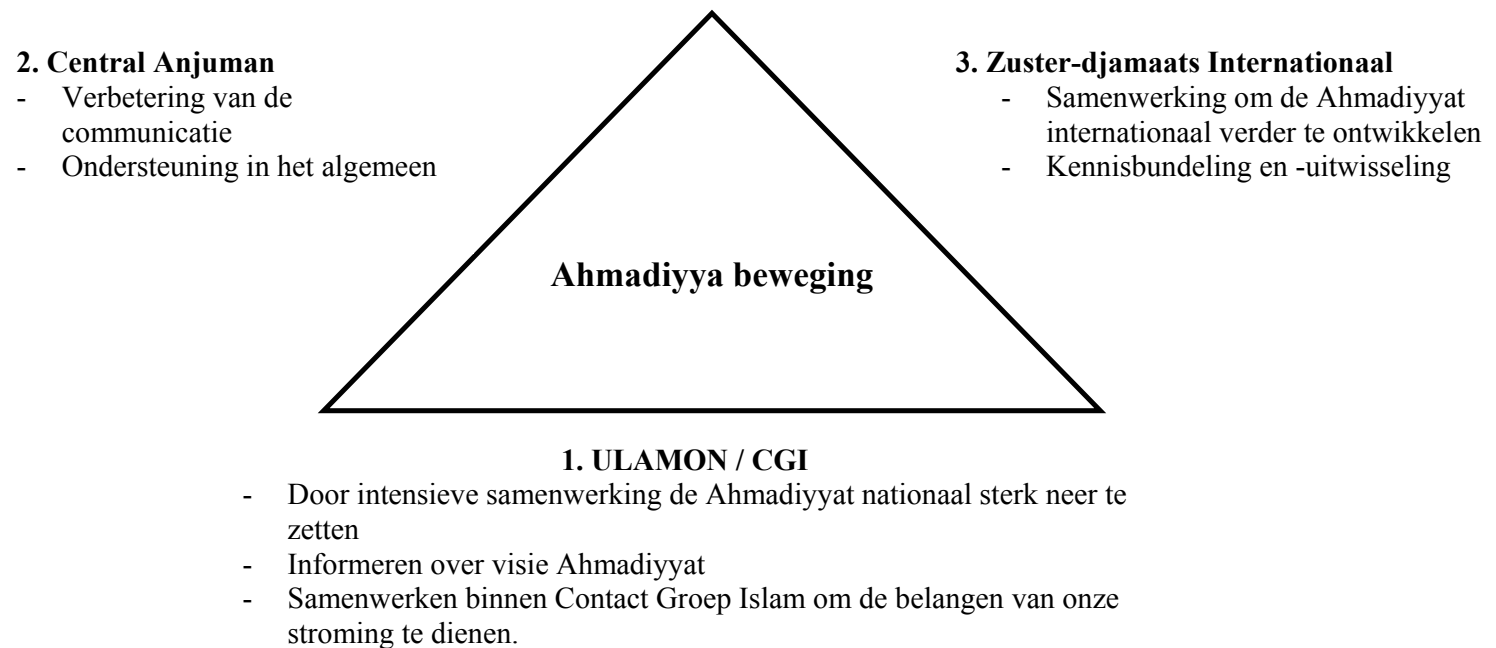 2. Central Anjuman
- Verbetering van de
communicatie
- Ondersteuning in het algemeen
3. Zuster-djamaats Internationaal
- Samenwerking om de Ahmadiyyat
internationaal verder te ontwikkelen
- Kennisbundeling en -uitwisseling
Ahmadiyya beweging
1. ULAMON / CGI
- Door intensieve samenwerking de Ahmadiyyat nationaal sterk neer te
zetten
- Informeren over visie Ahmadiyyat
- Samenwerken binnen Contact Groep Islam om de belangen van onze
stroming te dienen.